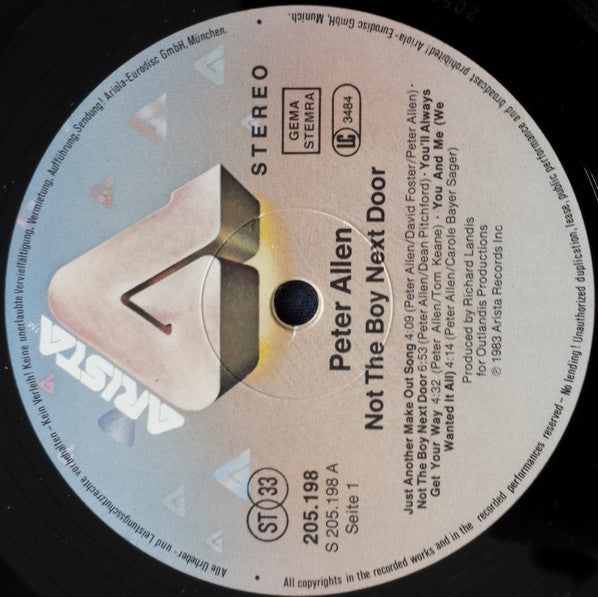 Alle Urheber- und Leistungsschutzrechte vorbehalten – Kein Verleih! Keine unerlaubte Vervielfältigung, Vermietung, Aufführung, Sendung! Ariola-Eurodisc GmbH, München.
ARISTA
TM
ST 33
STEREO
205.198
S 205.198 A
Seite 1
GEMA
STEMRA
LC 3484
Peter Allen
Not The Boy Next Door
Just Another Make Out Song 4:09 (Peter Allen/David Foster/Peter Allen) ·
Not The Boy Next Door 6:53 (Peter Allen/Dean Pitchford) · You'll Always
Get Your Way 4:32 (Peter Allen/Tom Keane) · You And Me (We
Wanted It All) 4:14 (Peter Allen/Carole Bayer Sager)
Produced by Richard Landis
for Outlandis Productions
℗ 1983 Arista Records Inc
All copyrights in the recorded works and in the recorded performances reserved – No lending! Unauthorized duplication, lease, public performance and broadcast prohibited! Ariola-Eurodisc GmbH, Munich.